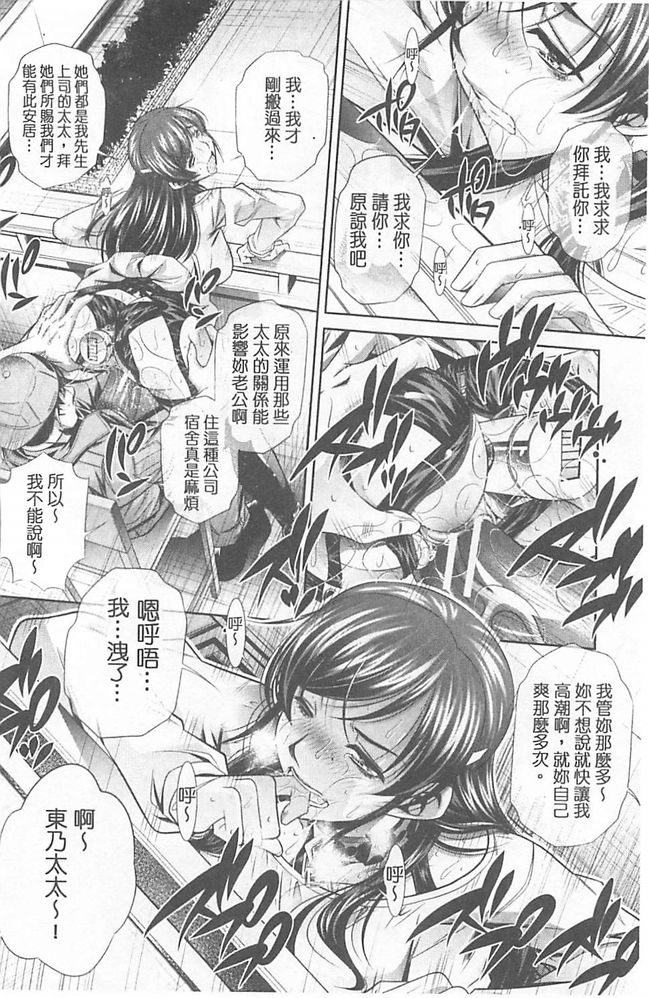 呼～
我…我求求
你拜託你…
我求你…
請你…
原諒我吧
呼～
我…我才
剛搬過來…
她們都是我先生
上司的太太，拜
她們所賜我們才
能有此安居…
原來運用那些
太太的關係能
影響妳老公啊
住這種公司
宿舍真是麻煩
所以～
我不能說啊～
我管妳那麼多～
妳不想說就快讓我
高潮啊，就妳自己
爽那麼多次。
呼～
嗯呼唔…
我…洩了…
呼～
呼～
啊～
東乃太太～！